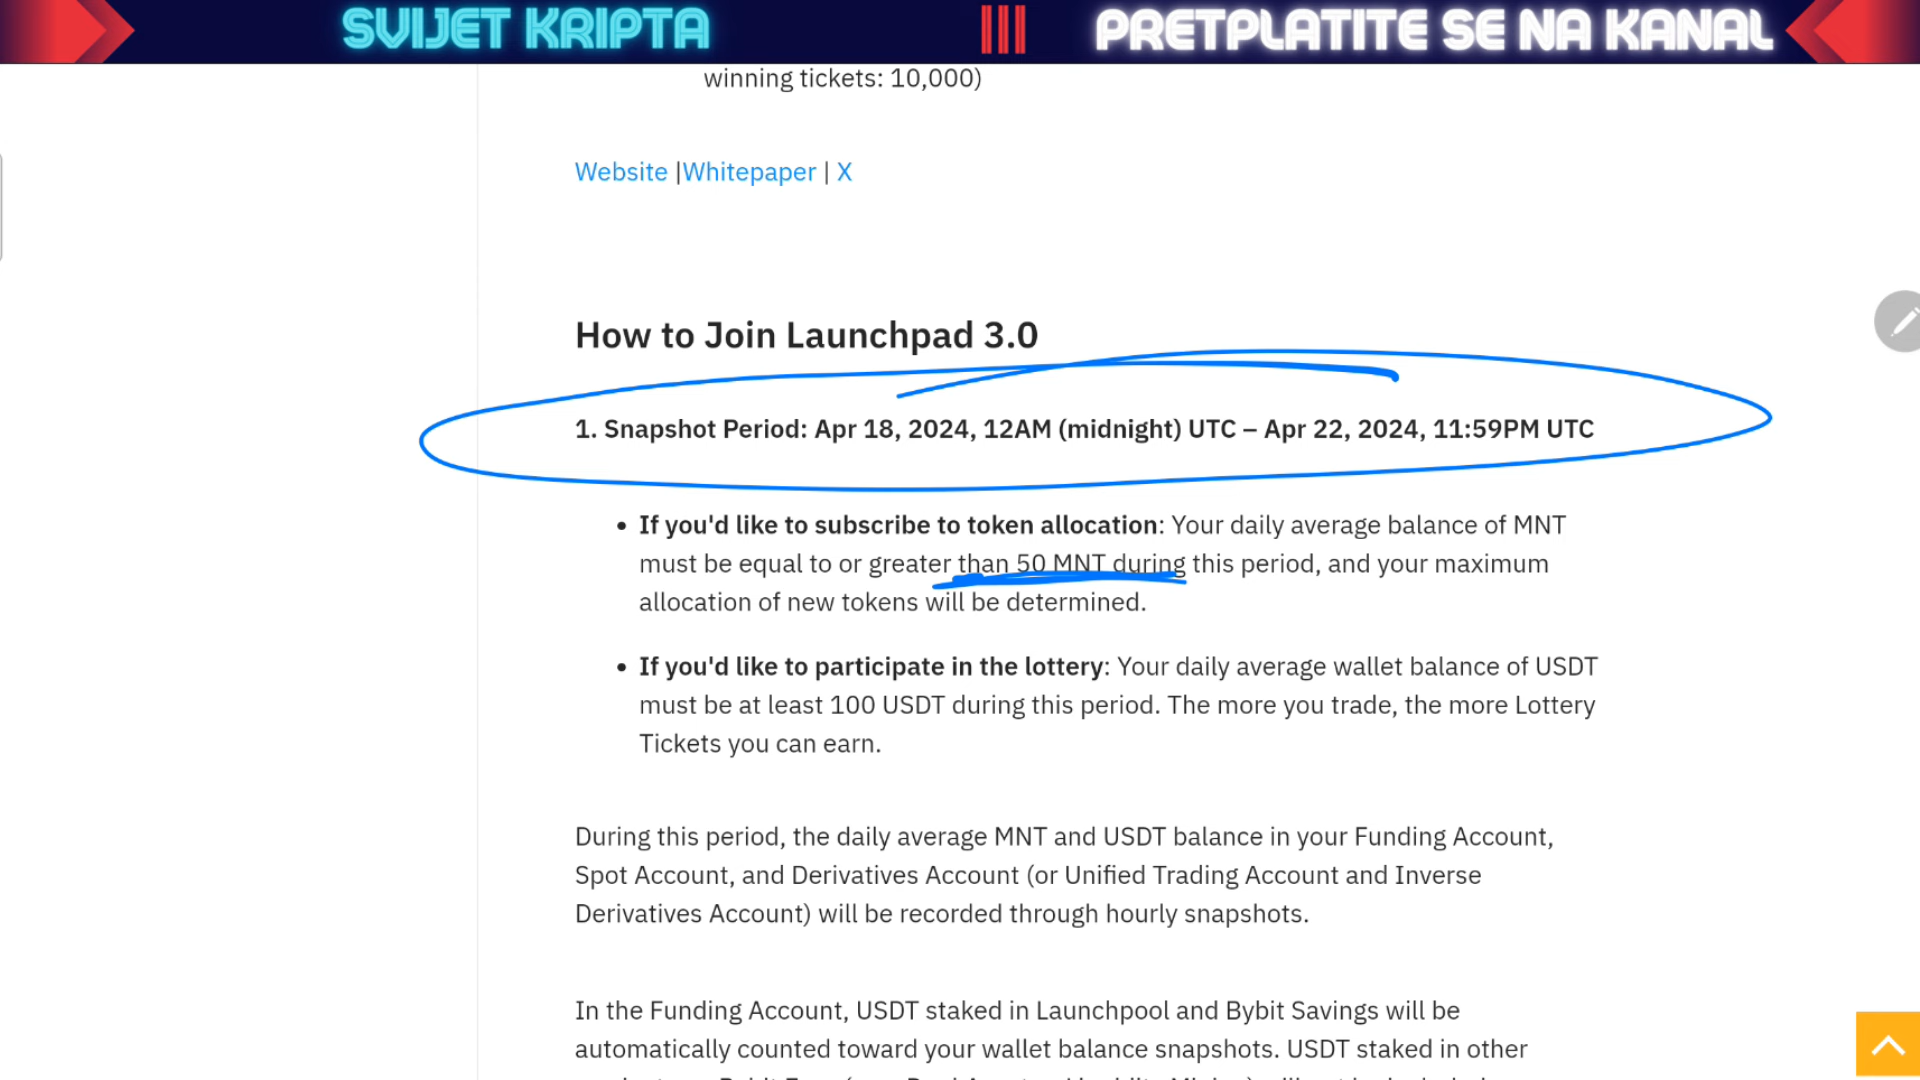 SVIJET KRIPTA
PRETPLATITE SE NA KANAL
winning tickets: 10,000)
Website |Whitepaper | X
How to Join Launchpad 3.0
1. Snapshot Period: Apr 18, 2024, 12AM (midnight) UTC – Apr 22, 2024, 11:59PM UTC
• If you'd like to subscribe to token allocation: Your daily average balance of MNT
must be equal to or greater than 50 MNT during this period, and your maximum
allocation of new tokens will be determined.
• If you'd like to participate in the lottery: Your daily average wallet balance of USDT
must be at least 100 USDT during this period. The more you trade, the more Lottery
Tickets you can earn.
During this period, the daily average MNT and USDT balance in your Funding Account,
Spot Account, and Derivatives Account (or Unified Trading Account and Inverse
Derivatives Account) will be recorded through hourly snapshots.
In the Funding Account, USDT staked in Launchpool and Bybit Savings will be
automatically counted toward your wallet balance snapshots. USDT staked in other